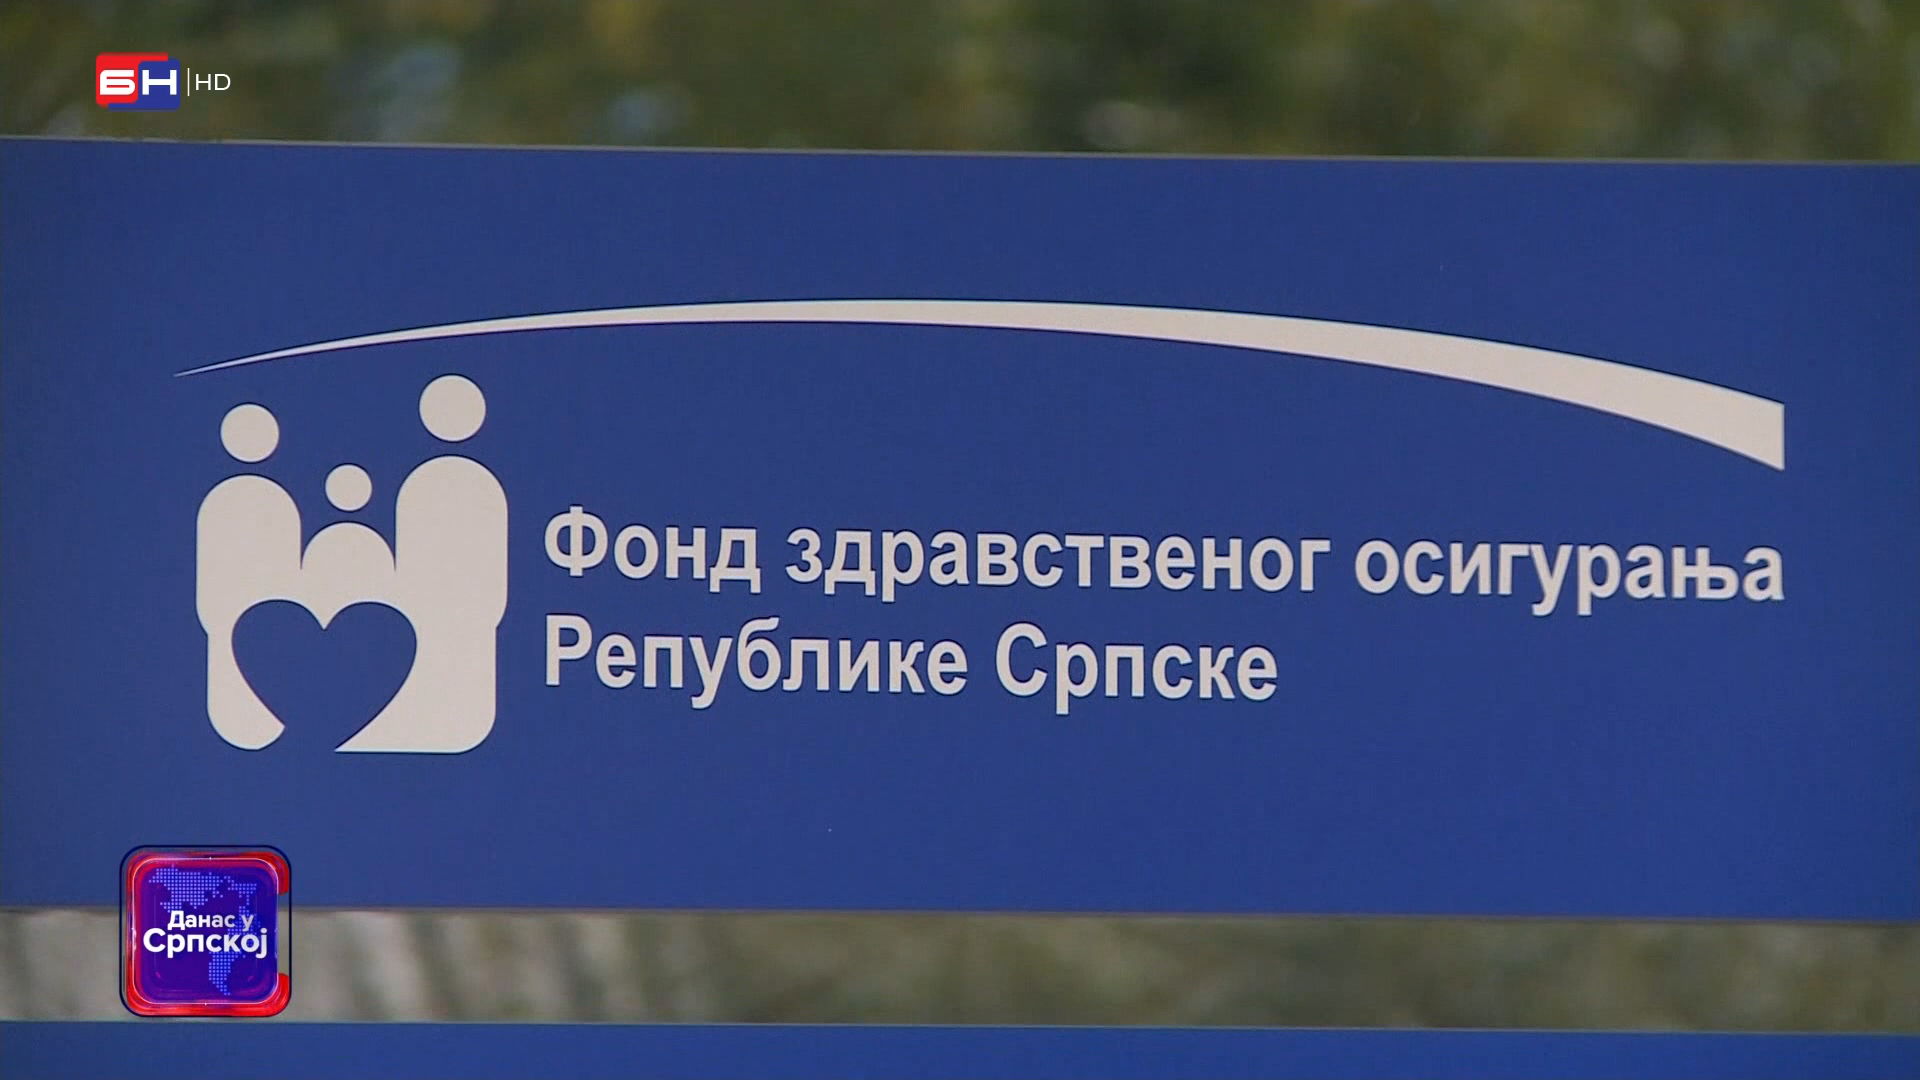 БН HD
Фонд здравственог осигурања
Републике Српске
Данас у
Српској